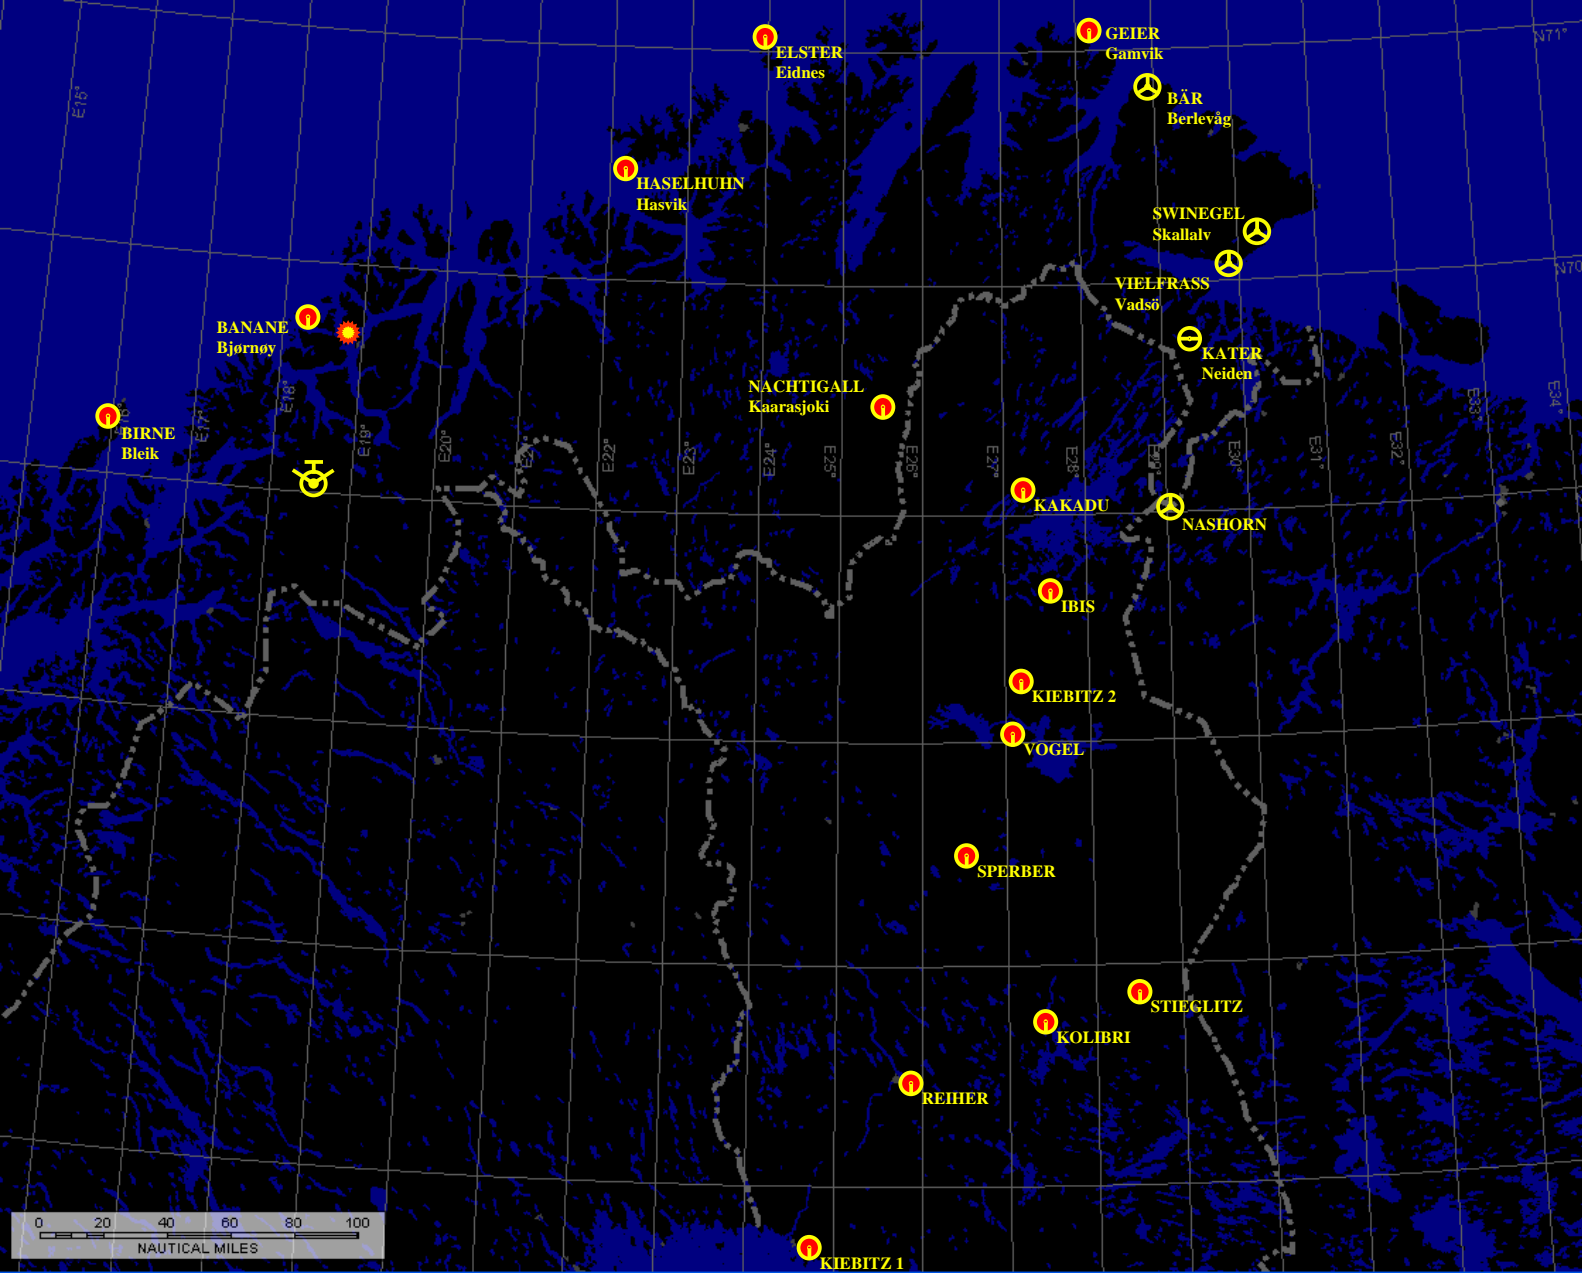 GEIER
Gamvik
N71°
ELSTER
Eidnes
E15°
BÄR
Berlevåg
HASELHUHN
Hasvik
SWINEGEL
Skallalv
N70
VIELFRASS
Vadsö
BANANE
Bjørnøy
KATER
Neiden
NACHTIGALL
Kaarasjoki
E16°
E17°
E18°
E19°
E20°
E21°
E22°
E23°
E24°
E25°
E26°
E27°
E28°
E29°
E30°
E31°
E32°
E33°
E34°
BIRNE
Bleik
KAKADU
NASHORN
IBIS
KIEBITZ 2
VOGEL
SPERBER
STIEGLITZ
KOLIBRI
REIHER
0 20 40 60 80 100
NAUTICAL MILES
KIEBITZ 1